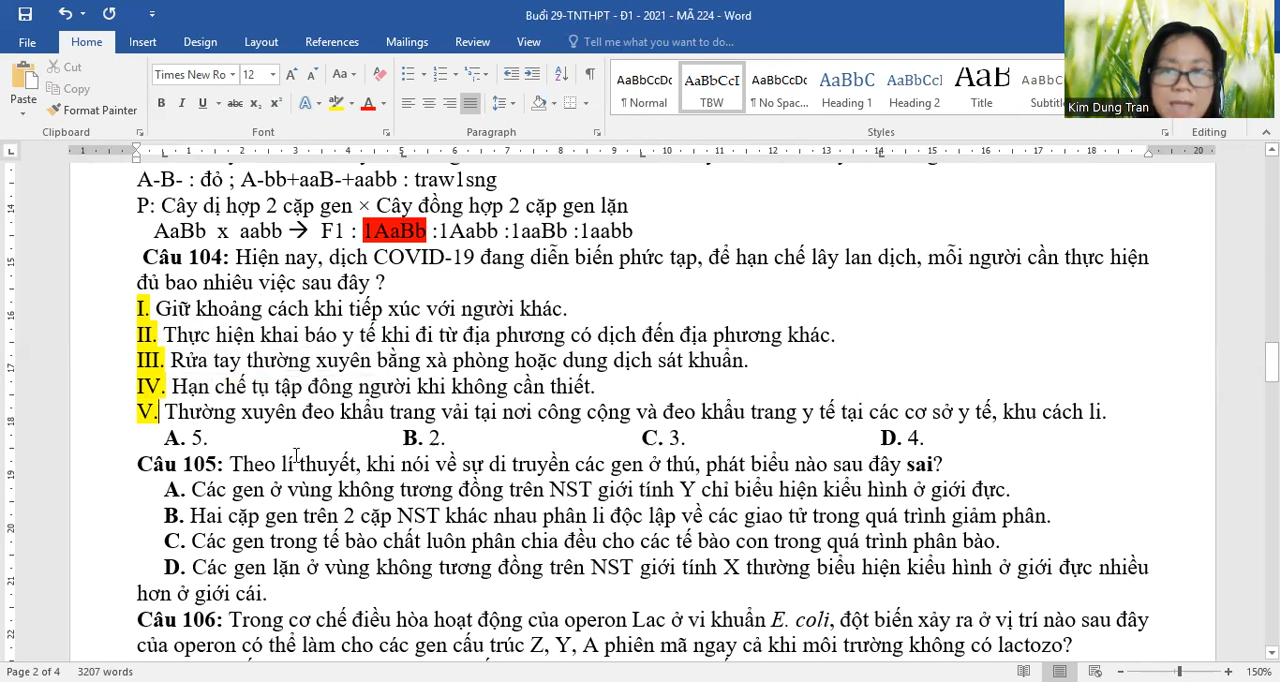 Buổi 29-TNTHPT - Đ1 - 2021 - MÃ 224 - Word
File Home Insert Design Layout References Mailings Review View Tell me what you want to do...
Cut
Copy
Paste
Format Painter
Clipboard
Times New Ro 12
Font
Paragraph
AaBbCcDc AaBbCcI AaBbCcDc AaBbC AaBbCcD AaB AaBbCcD
¶ Normal TBW ¶ No Spac... Heading 1 Heading 2 Title Subtitle
Styles
Editing
Kim Dung Tran
A-B- : đỏ ; A-bb+aaB-+aabb : traw1sng
P: Cây dị hợp 2 cặp gen × Cây đồng hợp 2 cặp gen lặn
AaBb x aabb → F1 : 1AaBb :1Aabb :1aaBb :1aabb
Câu 104: Hiện nay, dịch COVID-19 đang diễn biến phức tạp, để hạn chế lây lan dịch, mỗi người cần thực hiện
đủ bao nhiêu việc sau đây ?
I. Giữ khoảng cách khi tiếp xúc với người khác.
II. Thực hiện khai báo y tế khi đi từ địa phương có dịch đến địa phương khác.
III. Rửa tay thường xuyên bằng xà phòng hoặc dung dịch sát khuẩn.
IV. Hạn chế tụ tập đông người khi không cần thiết.
V. Thường xuyên đeo khẩu trang vải tại nơi công cộng và đeo khẩu trang y tế tại các cơ sở y tế, khu cách li.
A. 5. B. 2. C. 3. D. 4.
Câu 105: Theo lí thuyết, khi nói về sự di truyền các gen ở thú, phát biểu nào sau đây sai?
A. Các gen ở vùng không tương đồng trên NST giới tính Y chỉ biểu hiện kiểu hình ở giới đực.
B. Hai cặp gen trên 2 cặp NST khác nhau phân li độc lập về các giao tử trong quá trình giảm phân.
C. Các gen trong tế bào chất luôn phân chia đều cho các tế bào con trong quá trình phân bào.
D. Các gen lặn ở vùng không tương đồng trên NST giới tính X thường biểu hiện kiểu hình ở giới đực nhiều
hơn ở giới cái.
Câu 106: Trong cơ chế điều hòa hoạt động của operon Lac ở vi khuẩn E. coli, đột biến xảy ra ở vị trí nào sau đây
của operon có thể làm cho các gen cấu trúc Z, Y, A phiên mã ngay cả khi môi trường không có lactozo?
Page 2 of 4 3207 words 150%